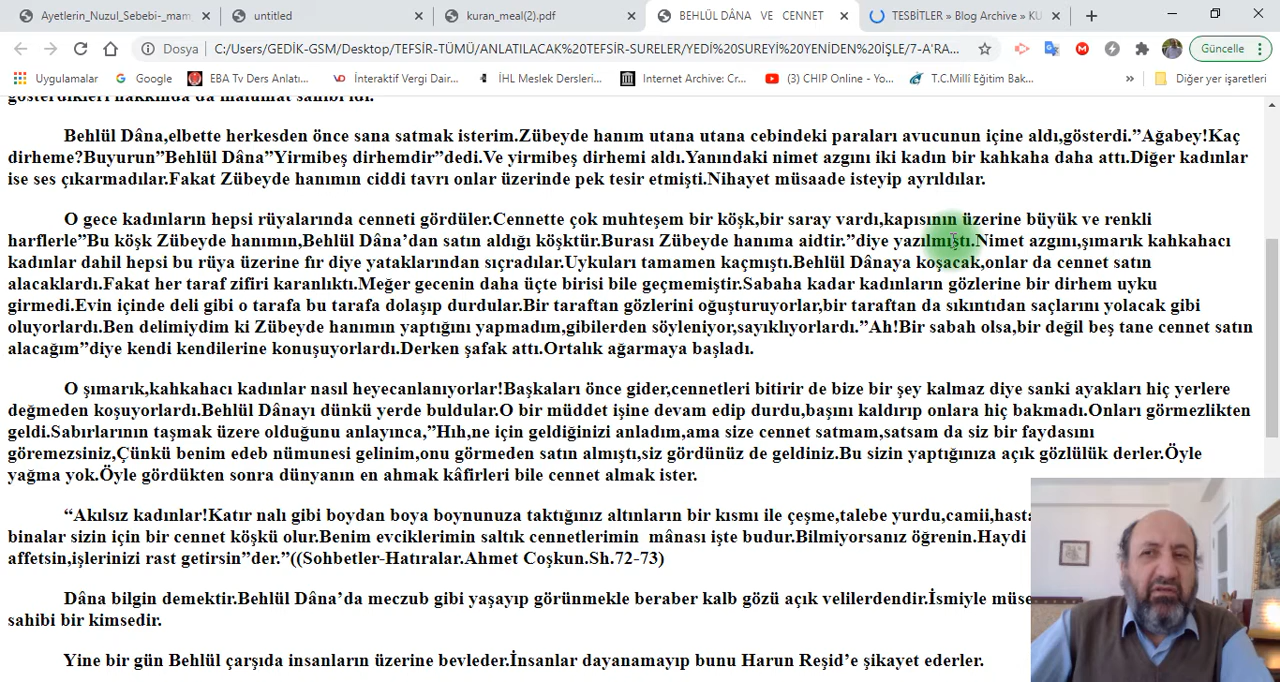 Ayetlerin_Nuzul_Sebebi-_mam
untitled
kuran_meal(2).pdf
BEHLÜL DÂNA VE CENNET
TESBİTLER » Blog Archive » KU
Dosya
C:/Users/GEDİK-GSM/Desktop/TEFSİR-TÜMÜ/ANLATILACAK%20TEFSİR-SURELER/YEDİ%20SUREYİ%20YENİDEN%20İŞLE/7-A'RA...
Güncelle
Uygulamalar
Google
EBA Tv Ders Anlatı...
İnteraktif Vergi Dair...
İHL Meslek Dersleri...
Internet Archive: Cr...
(3) CHIP Online - Yo...
T.C.Millî Eğitim Bak...
»
Diğer yer işaretleri
gösterdikleri hakkında da malumat sahibi idi.
Behlül Dâna,elbette herkesden önce sana satmak isterim.Zübeyde hanım utana utana cebindeki paraları avucunun içine aldı,gösterdi.”Ağabey!Kaç
dirheme?Buyurun”Behlül Dâna”Yirmibeş dirhemdir”dedi.Ve yirmibeş dirhemi aldı.Yanındaki nimet azgını iki kadın bir kahkaha daha attı.Diğer kadınlar
ise ses çıkarmadılar.Fakat Zübeyde hanımın ciddi tavrı onlar üzerinde pek tesir etmişti.Nihayet müsaade isteyip ayrıldılar.
O gece kadınların hepsi rüyalarında cenneti gördüler.Cennette çok muhteşem bir köşk,bir saray vardı,kapısının üzerine büyük ve renkli
harflerle”Bu köşk Zübeyde hanımın,Behlül Dâna’dan satın aldığı köşktür.Burası Zübeyde hanıma aidtir.”diye yazılmıştı.Nimet azgını,şımarık kahkahacı
kadınlar dahil hepsi bu rüya üzerine fır diye yataklarından sıçradılar.Uykuları tamamen kaçmıştı.Behlül Dânaya koşacak,onlar da cennet satın
alacaklardı.Fakat her taraf zifiri karanlıktı.Meğer gecenin daha üçte birisi bile geçmemiştir.Sabaha kadar kadınların gözlerine bir dirhem uyku
girmedi.Evin içinde deli gibi o tarafa bu tarafa dolaşıp durdular.Bir taraftan gözlerini oğuşturuyorlar,bir taraftan da sıkıntıdan saçlarını yolacak gibi
oluyorlardı.Ben delimiydim ki Zübeyde hanımın yaptığını yapmadım,gibilerden söyleniyor,sayıklıyorlardı.”Ah!Bir sabah olsa,bir değil beş tane cennet satın
alacağım”diye kendi kendilerine konuşuyorlardı.Derken şafak attı.Ortalık ağarmaya başladı.
O şımarık,kahkahacı kadınlar nasıl heyecanlanıyorlar!Başkaları önce gider,cennetleri bitirir de bize bir şey kalmaz diye sanki ayakları hiç yerlere
değmeden koşuyorlardı.Behlül Dânayı dünkü yerde buldular.O bir müddet işine devam edip durdu,başını kaldırıp onlara hiç bakmadı.Onları görmezlikten
geldi.Sabırlarının taşmak üzere olduğunu anlayınca,”Hıh,ne için geldiğinizi anladım,ama size cennet satmam,satsam da siz bir faydasını
göremezsiniz,Çünkü benim edeb nümunesi gelinim,onu görmeden satın almıştı,siz gördünüz de geldiniz.Bu sizin yaptığınıza açık gözlülük derler.Öyle
yağma yok.Öyle gördükten sonra dünyanın en ahmak kâfirleri bile cennet almak ister.
“Akılsız kadınlar!Katır nalı gibi boydan boya boynunuza taktığınız altınların bir kısmı ile çeşme,talebe yurdu,camii,hasta
binalar sizin için bir cennet köşkü olur.Benim evciklerimin saltık cennetlerimin mânası işte budur.Bilmiyorsanız öğrenin.Haydi
affetsin,işlerinizi rast getirsin”der.”((Sohbetler-Hatıralar.Ahmet Coşkun.Sh.72-73)
Dâna bilgin demektir.Behlül Dâna’da meczub gibi yaşayıp görünmekle beraber kalb gözü açık velilerdendir.İsmiyle müse
sahibi bir kimsedir.
Yine bir gün Behlül çarşıda insanların üzerine bevleder.İnsanlar dayanamayıp bunu Harun Reşid’e şikayet ederler.